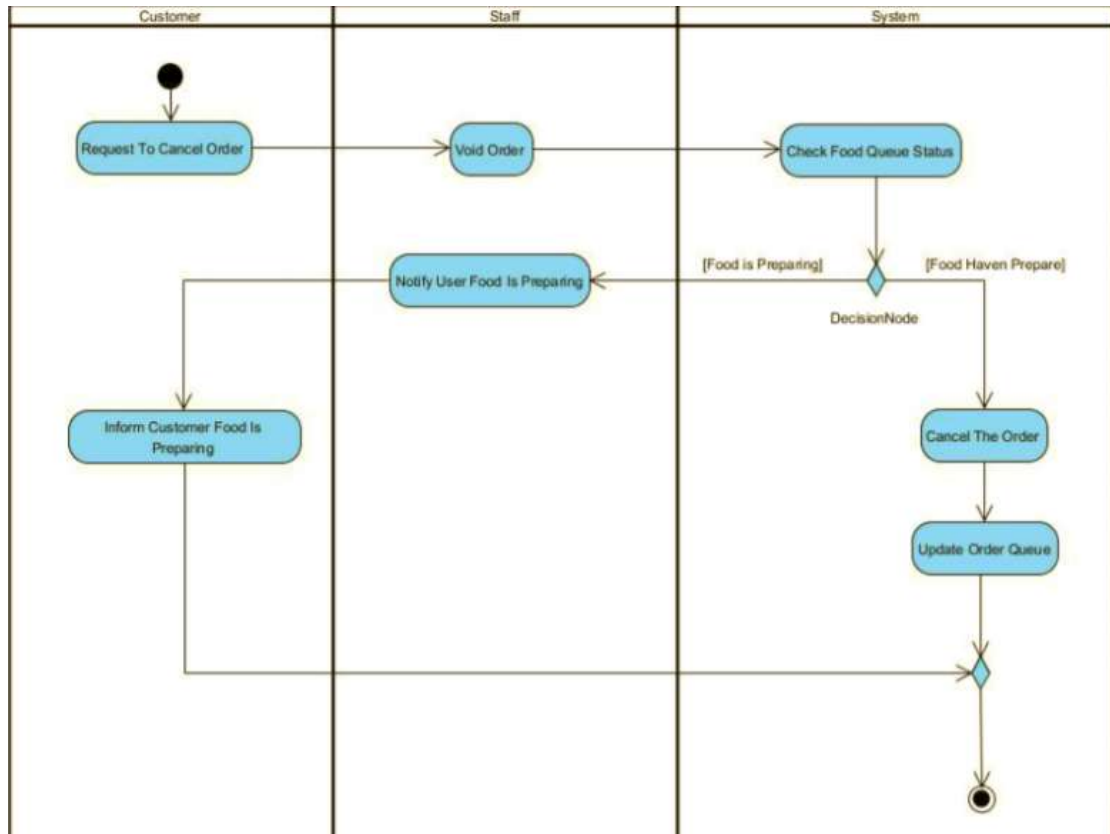 Customer
Staff
System
Request To Cancel Order
Void Order
Check Food Queue Status
[Food is Preparing]
[Food Haven Prepare]
Notify User Food Is Preparing
DecisionNode
Inform Customer Food Is
Preparing
Cancel The Order
Update Order Queue